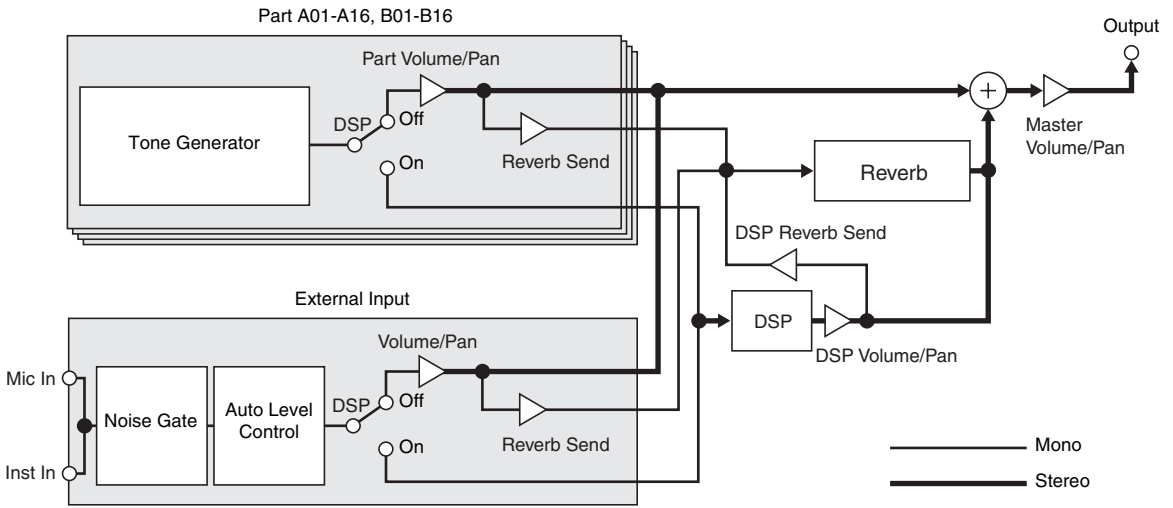 Part A01-A16, B01-B16
Output
Part Volume/Pan
DSP
Off
Tone Generator
On
Reverb Send
+
Master
Volume/Pan
Reverb
DSP Reverb Send
External Input
DSP
DSP Volume/Pan
Volume/Pan
Mic In
Noise Gate
Auto Level
Control
DSP
Off
On
Reverb Send
Inst In
Mono
Stereo